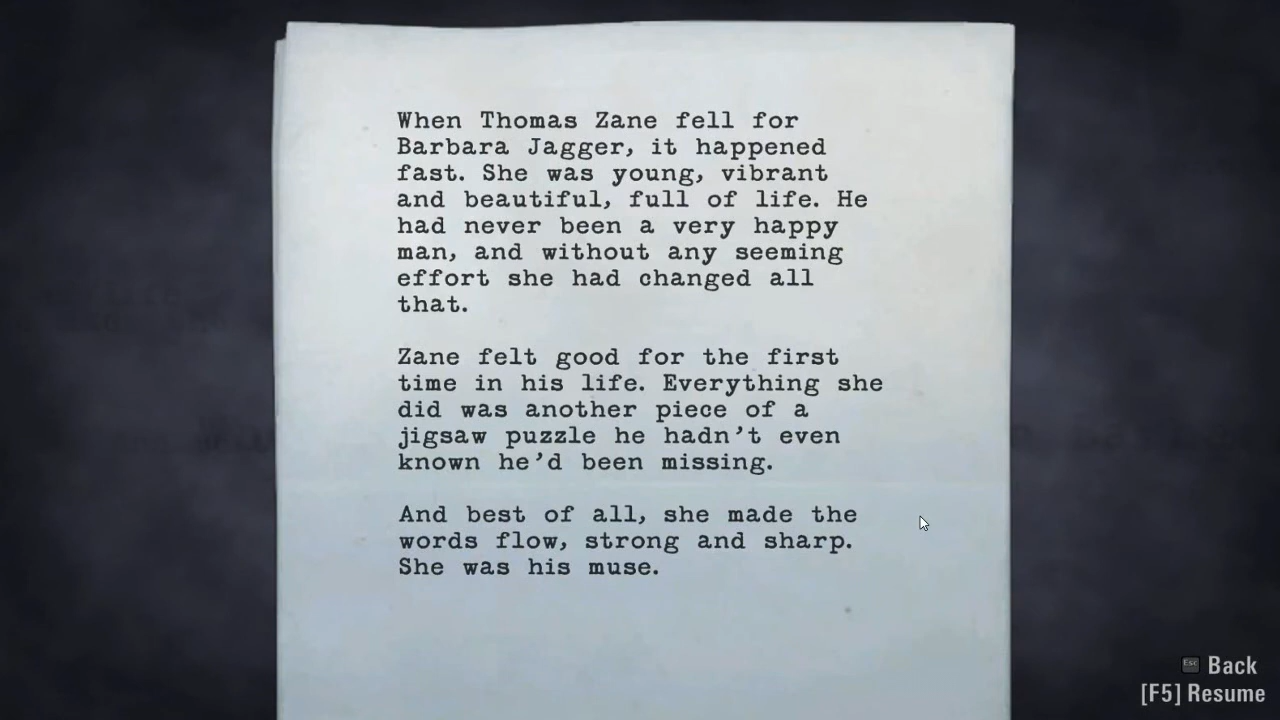 When Thomas Zane fell for
Barbara Jagger, it happened
fast. She was young, vibrant
and beautiful, full of life. He
had never been a very happy
man, and without any seeming
effort she had changed all
that.
Zane felt good for the first
time in his life. Everything she
did was another piece of a
jigsaw puzzle he hadn't even
known he'd been missing.
And best of all, she made the
words flow, strong and sharp.
She was his muse.
Esc Back
[F5] Resume